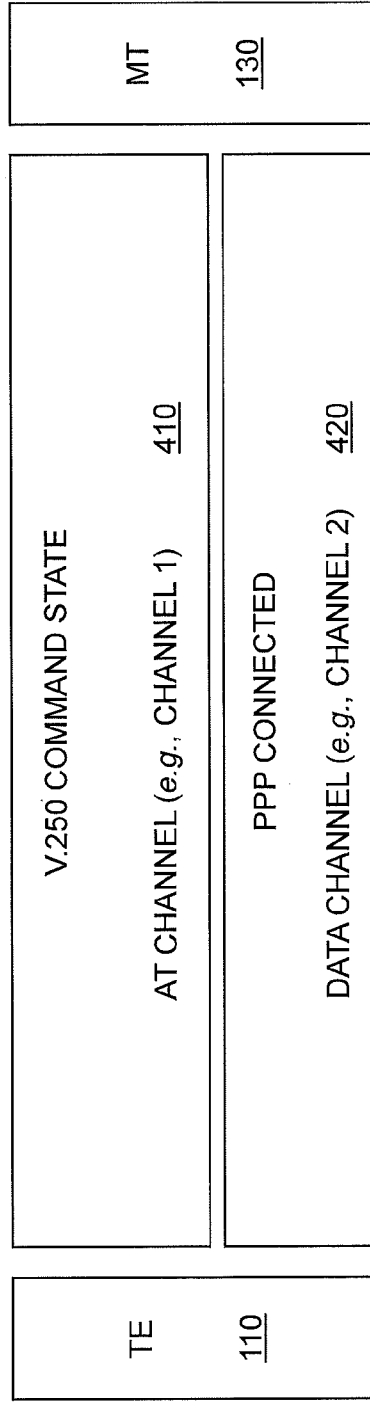 TE
110
V.250 COMMAND STATE
AT CHANNEL (e.g., CHANNEL 1) 410
PPP CONNECTED
DATA CHANNEL (e.g., CHANNEL 2) 420
MT
130